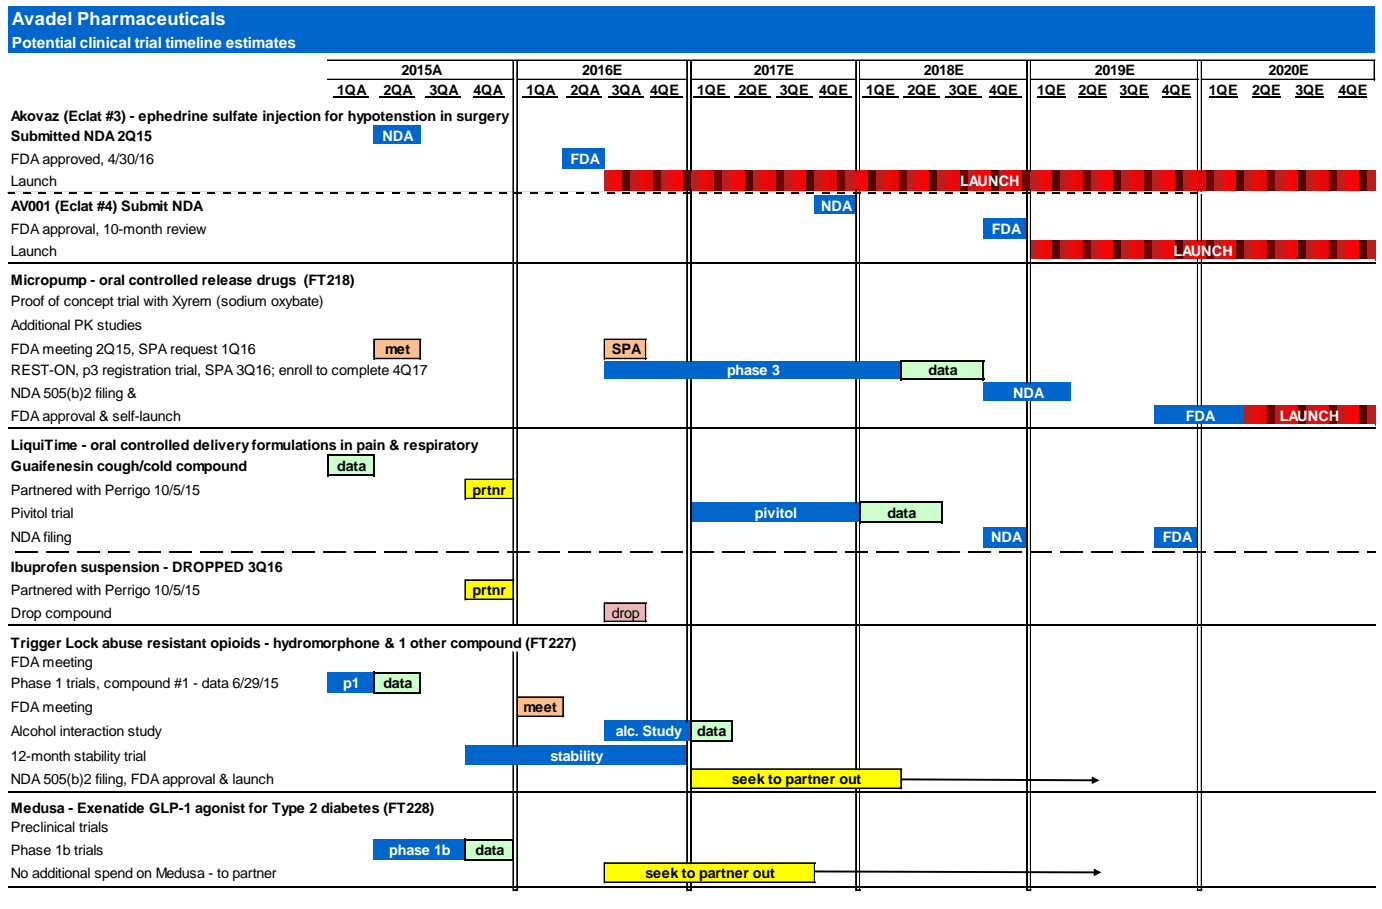 Avadel Pharmaceuticals
Potential clinical trial timeline estimates
2015A 2016E 2017E 2018E 2019E 2020E
1QA 2QA 3QA 4QA 1QA 2QA 3QA 4QE 1QE 2QE 3QE 4QE 1QE 2QE 3QE 4QE 1QE 2QE 3QE 4QE 1QE 2QE 3QE 4QE
Akovaz (Eclat #3) - ephedrine sulfate injection for hypotenstion in surgery
Submitted NDA 2Q15 NDA
FDA approved, 4/30/16 FDA
Launch LAUNCH
AV001 (Eclat #4) Submit NDA NDA
FDA approval, 10-month review FDA
Launch LAUNCH
Micropump - oral controlled release drugs (FT218)
Proof of concept trial with Xyrem (sodium oxybate)
Additional PK studies
FDA meeting 2Q15, SPA request 1Q16 met SPA
REST-ON, p3 registration trial, SPA 3Q16; enroll to complete 4Q17 phase 3 data
NDA 505(b)2 filing & NDA
FDA approval & self-launch FDA LAUNCH
LiquiTime - oral controlled delivery formulations in pain & respiratory
Guaifenesin cough/cold compound data
Partnered with Perrigo 10/5/15 prtnr
Pivitol trial pivitol data
NDA filing NDA FDA
Ibuprofen suspension - DROPPED 3Q16
Partnered with Perrigo 10/5/15 prtnr
Drop compound drop
Trigger Lock abuse resistant opioids - hydromorphone & 1 other compound (FT227)
FDA meeting
Phase 1 trials, compound #1 - data 6/29/15 p1 data
FDA meeting meet
Alcohol interaction study alc. Study data
12-month stability trial stability
NDA 505(b)2 filing, FDA approval & launch seek to partner out
Medusa - Exenatide GLP-1 agonist for Type 2 diabetes (FT228)
Preclinical trials
Phase 1b trials phase 1b data
No additional spend on Medusa - to partner seek to partner out